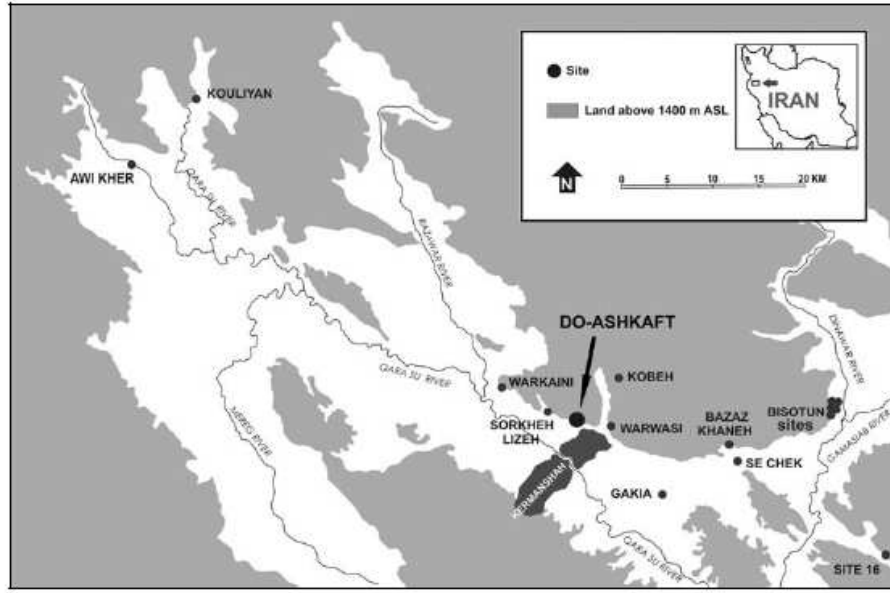 KOULIYAN
AWI KHER
QARA SU RIVER
RAZAWAR RIVER
Site
Land above 1400 m ASL
IRAN
N
0 5 10 15 20 KM
DINAWAR RIVER
DO-ASHKAFT
QARA SU RIVER
WARKAINI
KOBEH
MEREG RIVER
SORKHEH
LIZEH
WARWASI
BAZAZ
KHANEH
BISOTUN
sites
GAMASIAB RIVER
SE CHEK
KERMANSHAH
GAKIA
QARA SU RIVER
SITE 16